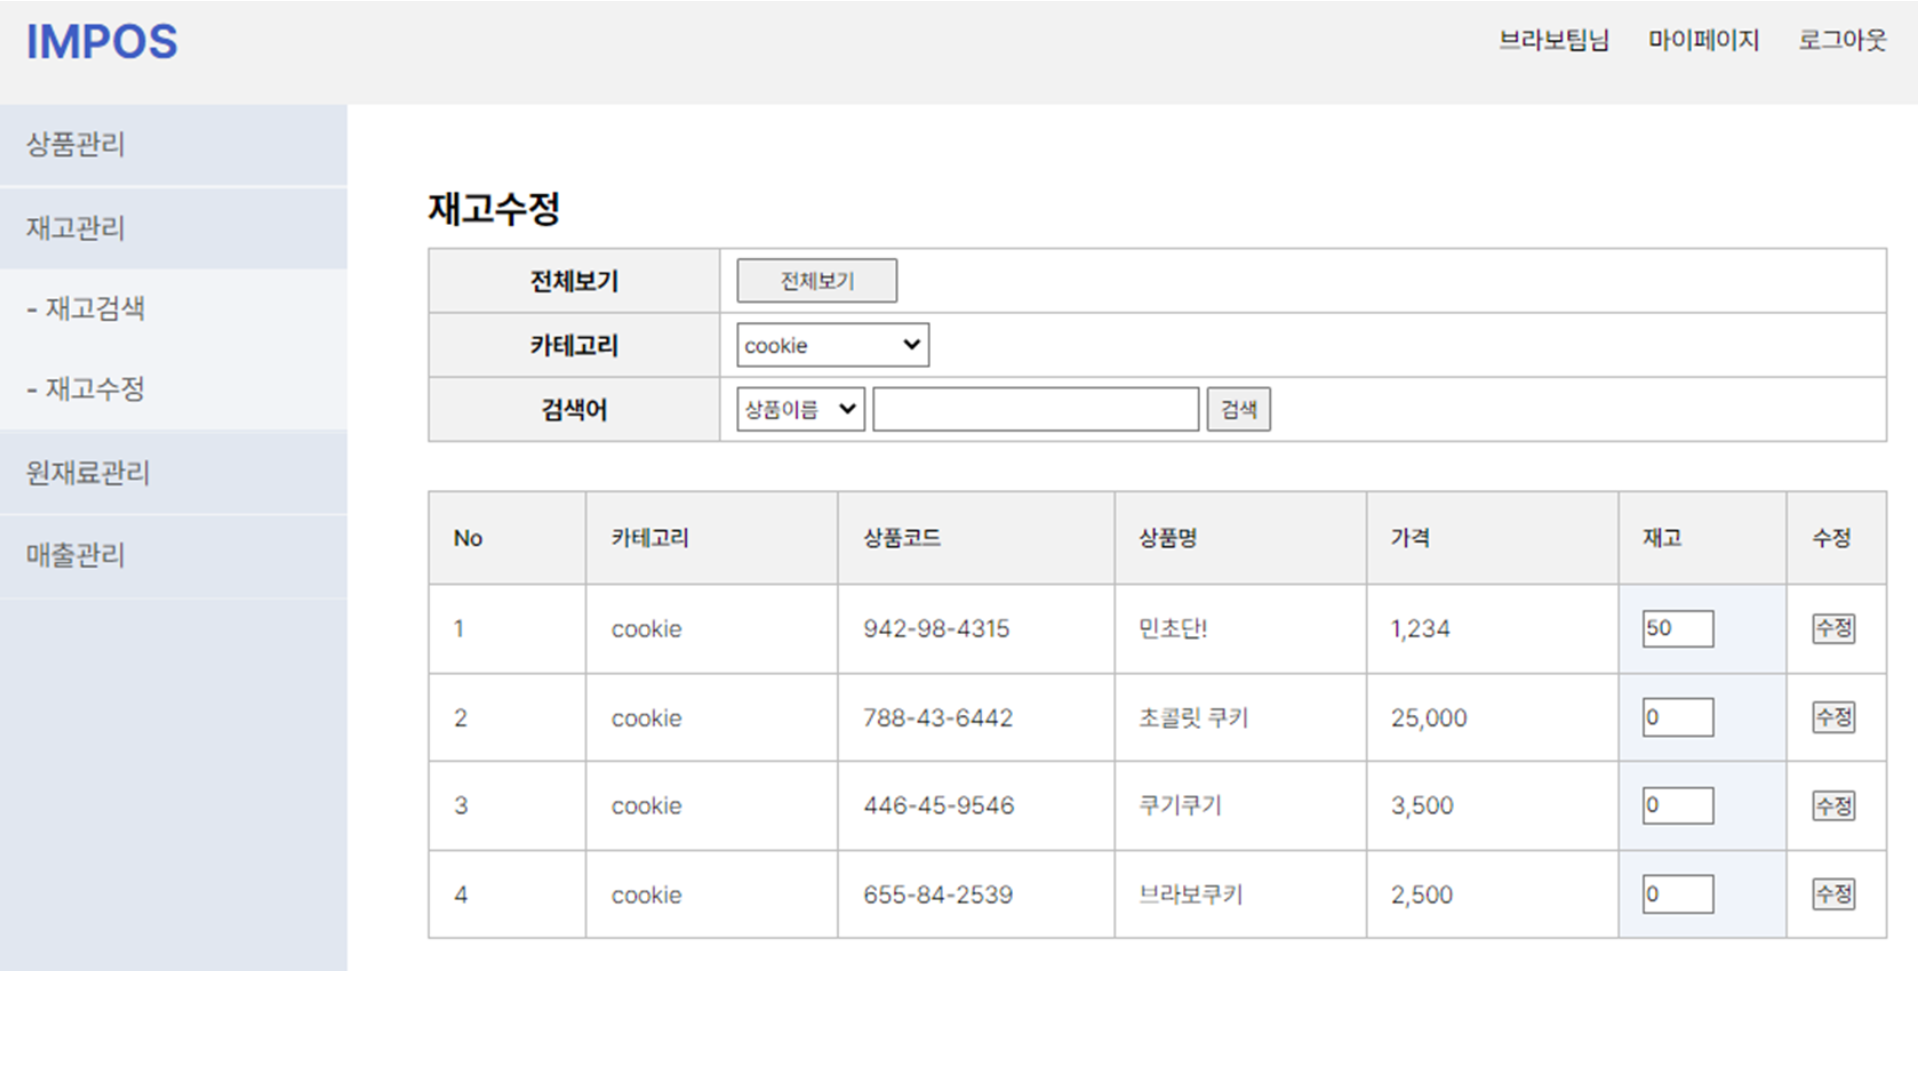 IMPOS
브라보팀님 마이페이지 로그아웃
상품관리
재고관리
- 재고검색
- 재고수정
원재료관리
매출관리
재고수정
전체보기 전체보기
카테고리 cookie
검색어 상품이름 검색
No 카테고리 상품코드 상품명 가격 재고 수정
1 cookie 942-98-4315 민초단! 1,234 50 수정
2 cookie 788-43-6442 초콜릿 쿠키 25,000 0 수정
3 cookie 446-45-9546 쿠기쿠기 3,500 0 수정
4 cookie 655-84-2539 브라보쿠키 2,500 0 수정